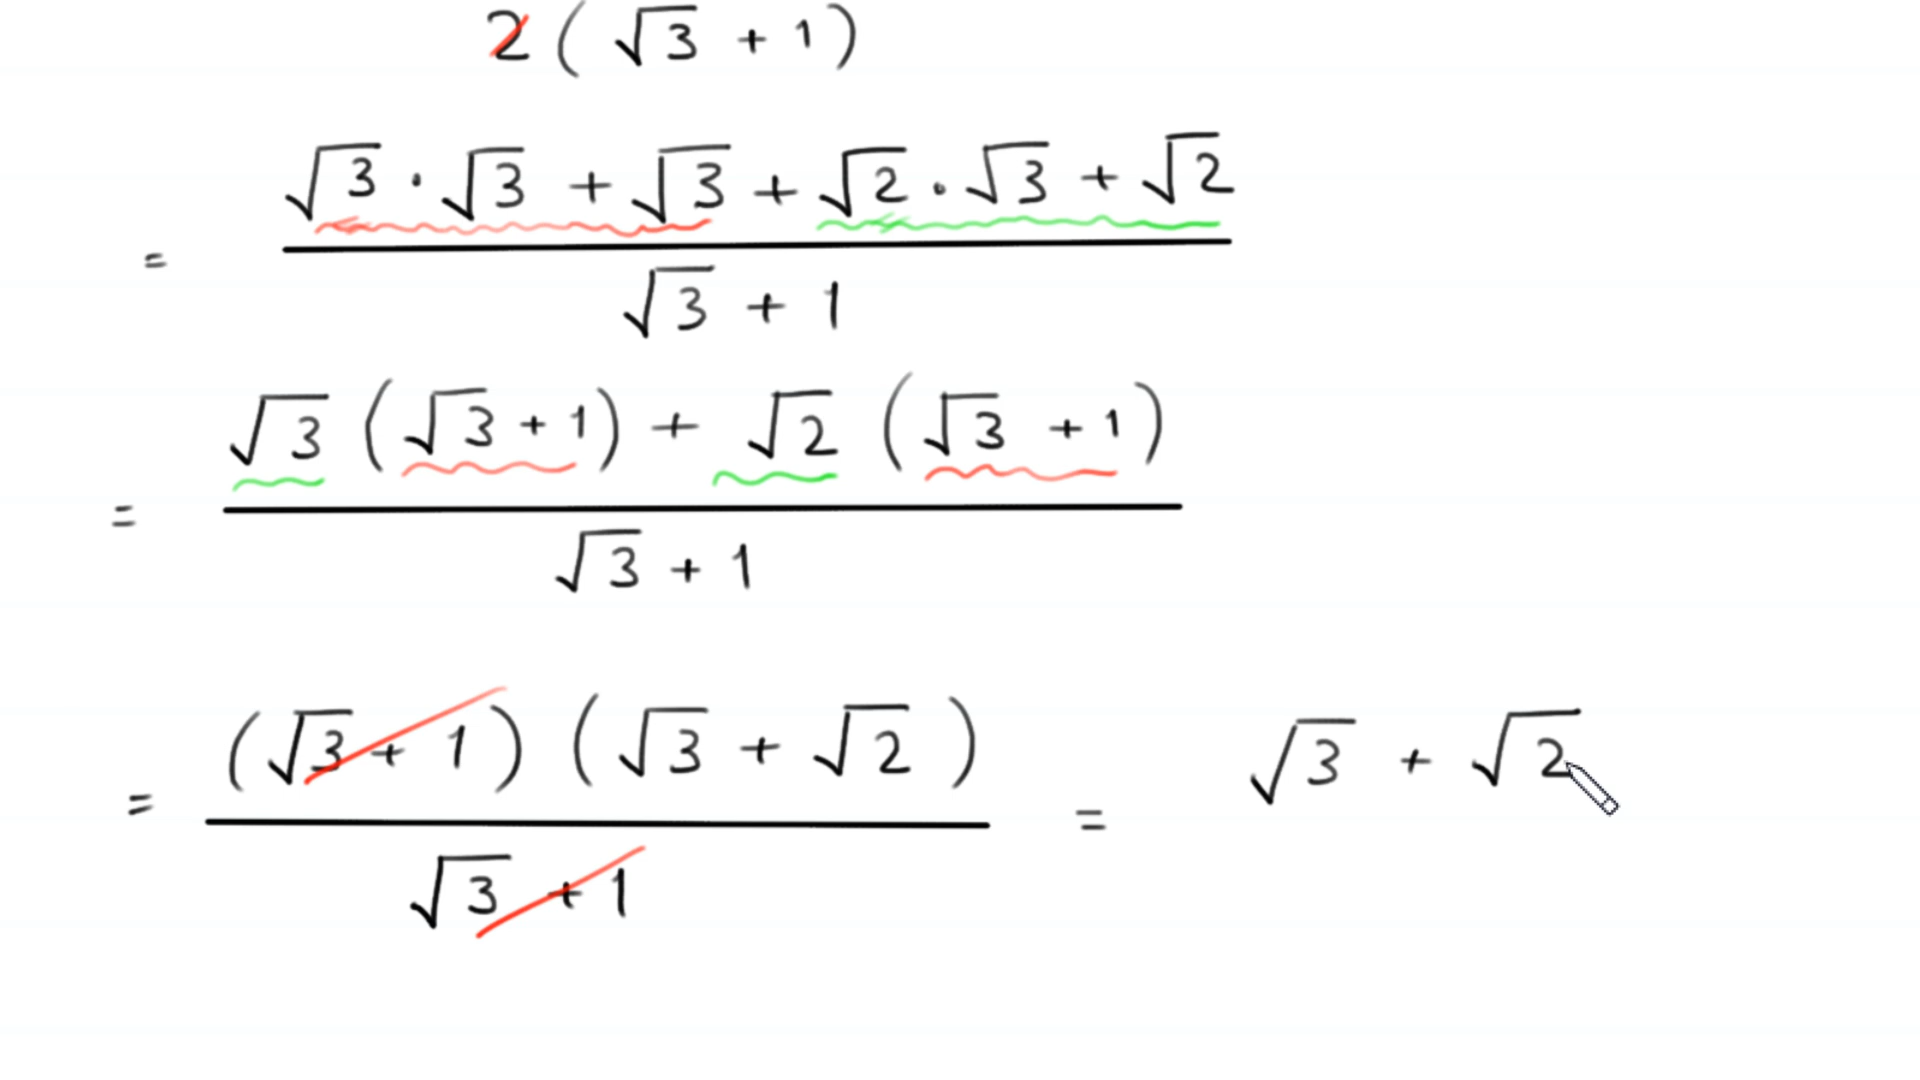 2 ( √3 + 1 )
√3 · √3 + √3 + √2 · √3 + √2
=
√3 + 1
√3 ( √3 + 1 ) + √2 ( √3 + 1 )
=
√3 + 1
( √3 + 1 ) ( √3 + √2 )
= = √3 + √2
√3 + 1